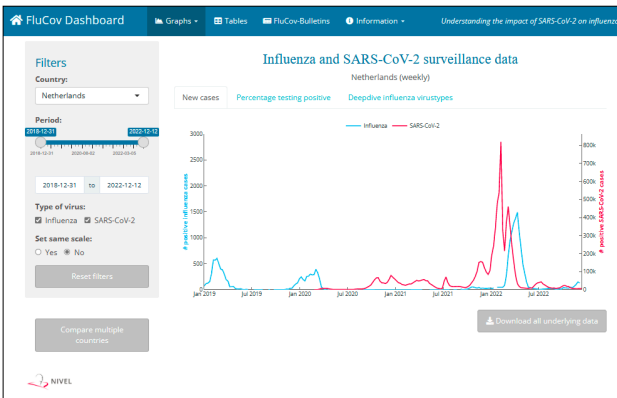 FluCov Dashboard Graphs Tables FluCov-Bulletins Information Understanding the impact of SARS-CoV-2 on influenza
Filters
Country:
Netherlands
Period:
2018-12-31 2022-12-12
2018-12-31 2020-08-03 2022-03-08
2018-12-31 to 2022-12-12
Type of virus:
Influenza SARS-CoV-2
Set same scale:
Yes No
Reset filters
Compare multiple
countries
NIVEL
Influenza and SARS-CoV-2 surveillance data
Netherlands (weekly)
New cases Percentage testing positive Deepdive influenza virustypes
Influenza SARS-CoV-2
# positive influenza cases
3000
2500
2000
1500
1000
500
0
# positive SARS-CoV-2 cases
800k
700k
600k
500k
400k
300k
200k
100k
0
Jan 2019 Jul 2019 Jan 2020 Jul 2020 Jan 2021 Jul 2021 Jan 2022 Jul 2022
Download all underlying data